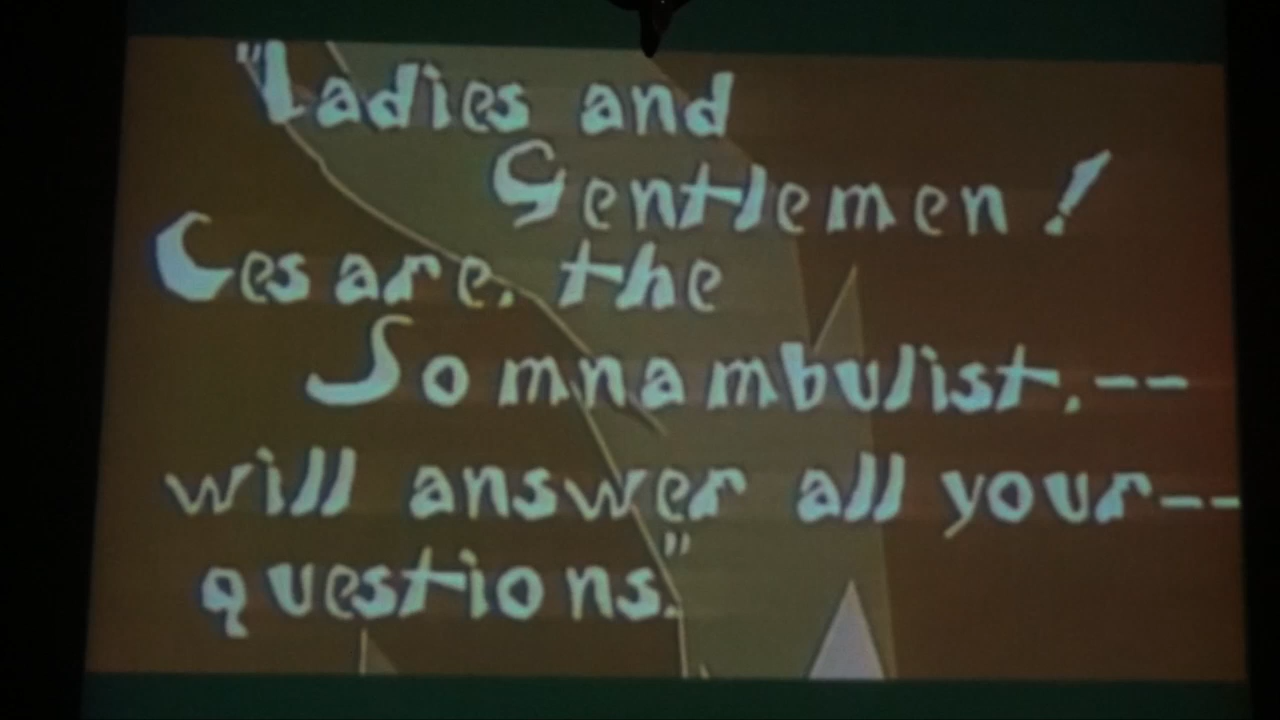 "Ladies and
Gentlemen!
Cesare, the
Somnambulist,--
will answer all your--
questions."